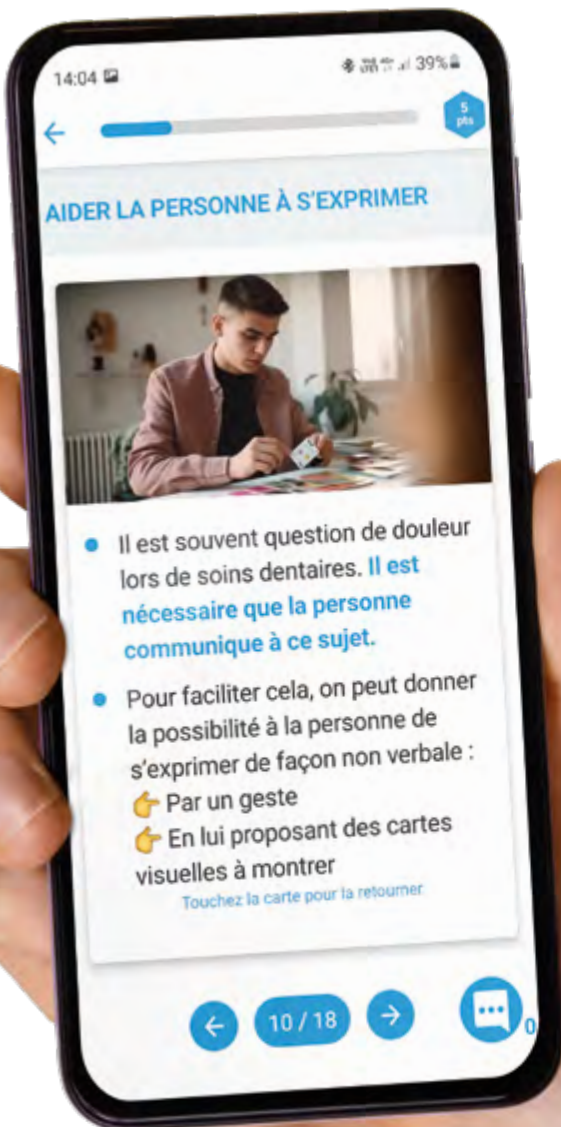 14:04
39%
5
pts
AIDER LA PERSONNE À S'EXPRIMER
Il est souvent question de douleur
lors de soins dentaires. Il est
nécessaire que la personne
communique à ce sujet.
Pour faciliter cela, on peut donner
la possibilité à la personne de
s'exprimer de façon non verbale :
👉 Par un geste
👉 En lui proposant des cartes
visuelles à montrer
Touchez la carte pour la retourner
10 / 18
0